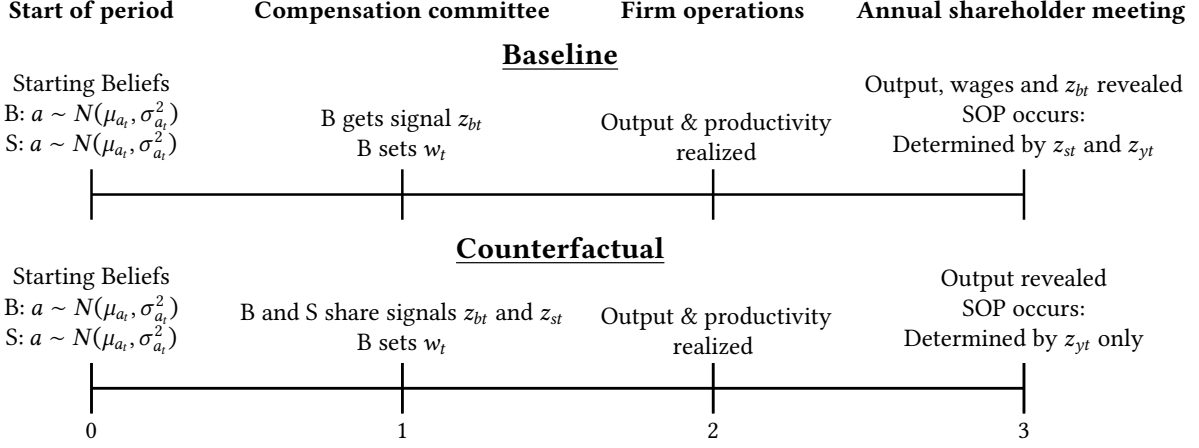 Start of period Compensation committee Firm operations Annual shareholder meeting
Baseline
Starting Beliefs
B: a ~ N(μ_{a_t}, σ²_{a_t})
S: a ~ N(μ_{a_t}, σ²_{a_t})
B gets signal z_{bt}
B sets w_t
Output & productivity
realized
Output, wages and z_{bt} revealed
SOP occurs:
Determined by z_{st} and z_{yt}
Counterfactual
Starting Beliefs
B: a ~ N(μ_{a_t}, σ²_{a_t})
S: a ~ N(μ_{a_t}, σ²_{a_t})
B and S share signals z_{bt} and z_{st}
B sets w_t
Output & productivity
realized
Output revealed
SOP occurs:
Determined by z_{yt} only
0 1 2 3